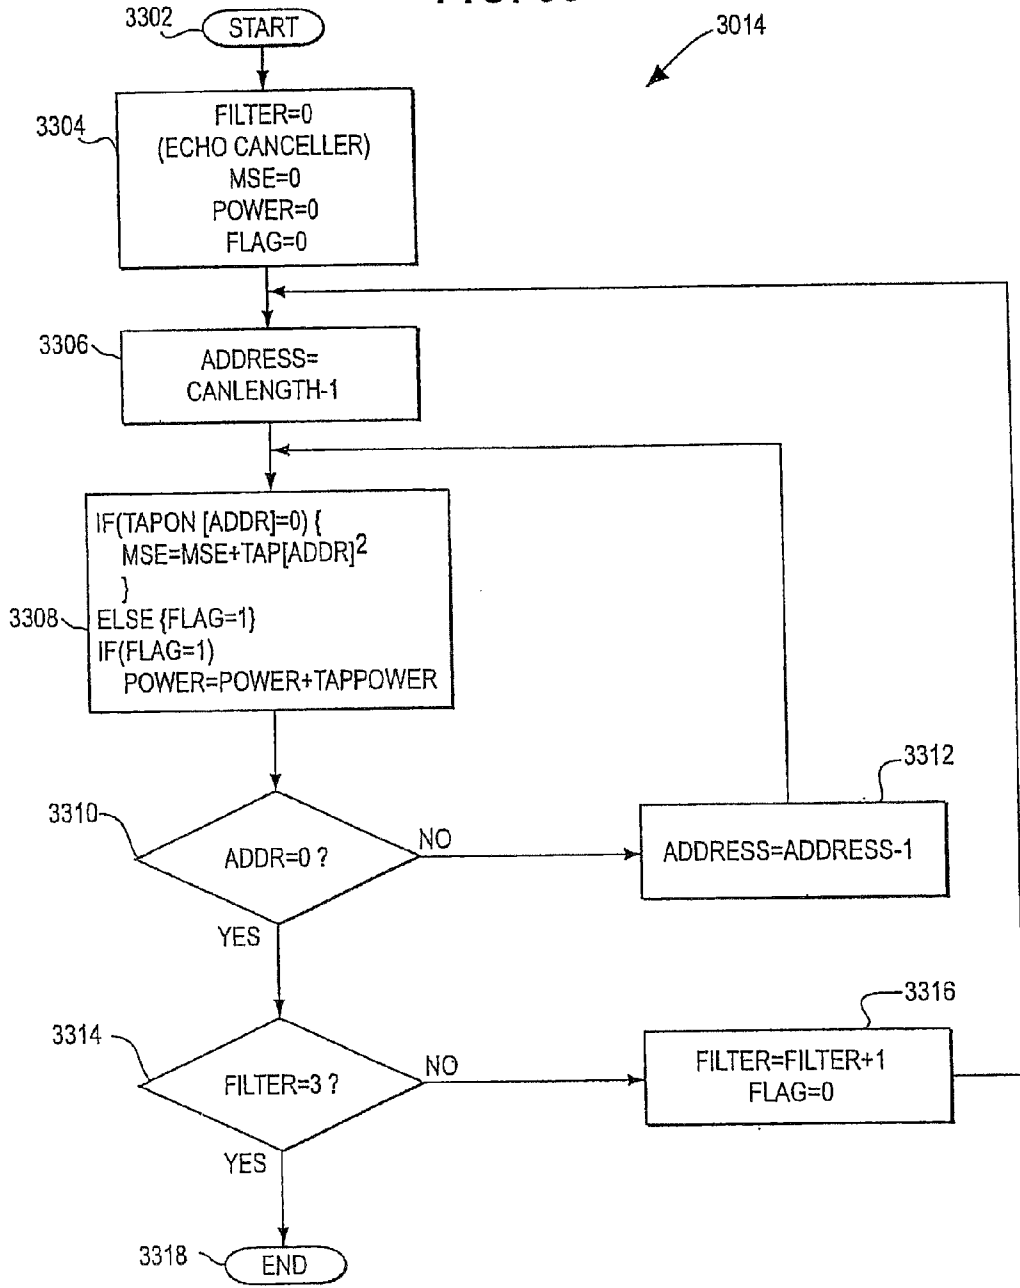 3302
START
3014
3304
FILTER=0
(ECHO CANCELLER)
MSE=0
POWER=0
FLAG=0
3306
ADDRESS=
CANLENGTH-1
3308
IF(TAPON [ADDR]=0) {
MSE=MSE+TAP[ADDR]²
}
ELSE {FLAG=1}
IF(FLAG=1)
POWER=POWER+TAPPOWER
3310
ADDR=0 ?
NO
YES
3312
ADDRESS=ADDRESS-1
3314
FILTER=3 ?
NO
YES
3316
FILTER=FILTER+1
FLAG=0
3318
END